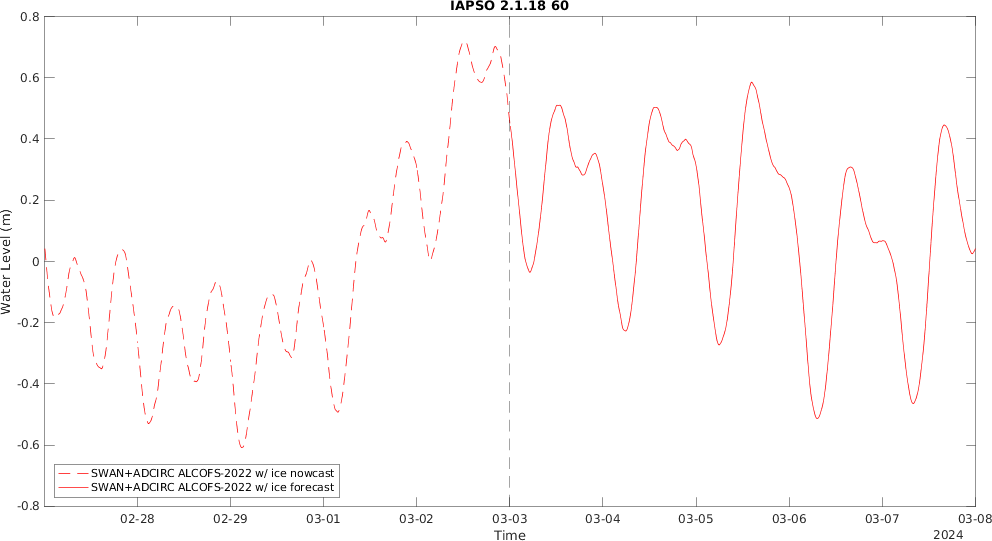 IAPSO 2.1.18 60
0.8
0.6
0.4
0.2
0
-0.2
-0.4
-0.6
-0.8
Water Level (m)
SWAN+ADCIRC ALCOFS-2022 w/ ice nowcast
SWAN+ADCIRC ALCOFS-2022 w/ ice forecast
02-28 02-29 03-01 03-02 03-03 03-04 03-05 03-06 03-07 03-08
Time
2024